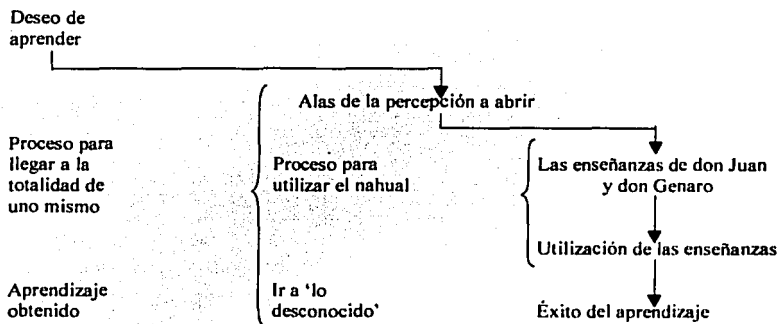 Deseo de
aprender
Alas de la percepción a abrir
Proceso para
llegar a la
totalidad de
uno mismo
Proceso para
utilizar el nahual
Las enseñanzas de don Juan
y don Genaro
Utilización de las enseñanzas
Aprendizaje
obtenido
Ir a ‘lo
desconocido’
Éxito del aprendizaje